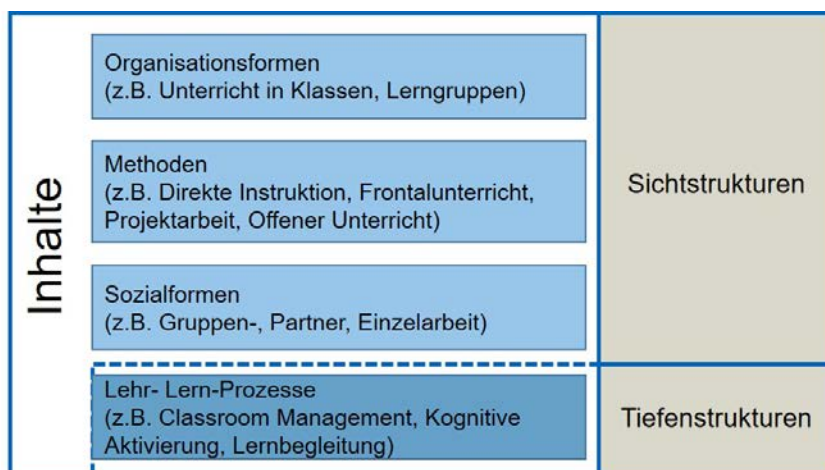 Inhalte
Organisationsformen
(z.B. Unterricht in Klassen, Lerngruppen)
Methoden
(z.B. Direkte Instruktion, Frontalunterricht,
Projektarbeit, Offener Unterricht)
Sozialformen
(z.B. Gruppen-, Partner, Einzelarbeit)
Sichtstrukturen
Lehr- Lern-Prozesse
(z.B. Classroom Management, Kognitive
Aktivierung, Lernbegleitung)
Tiefenstrukturen